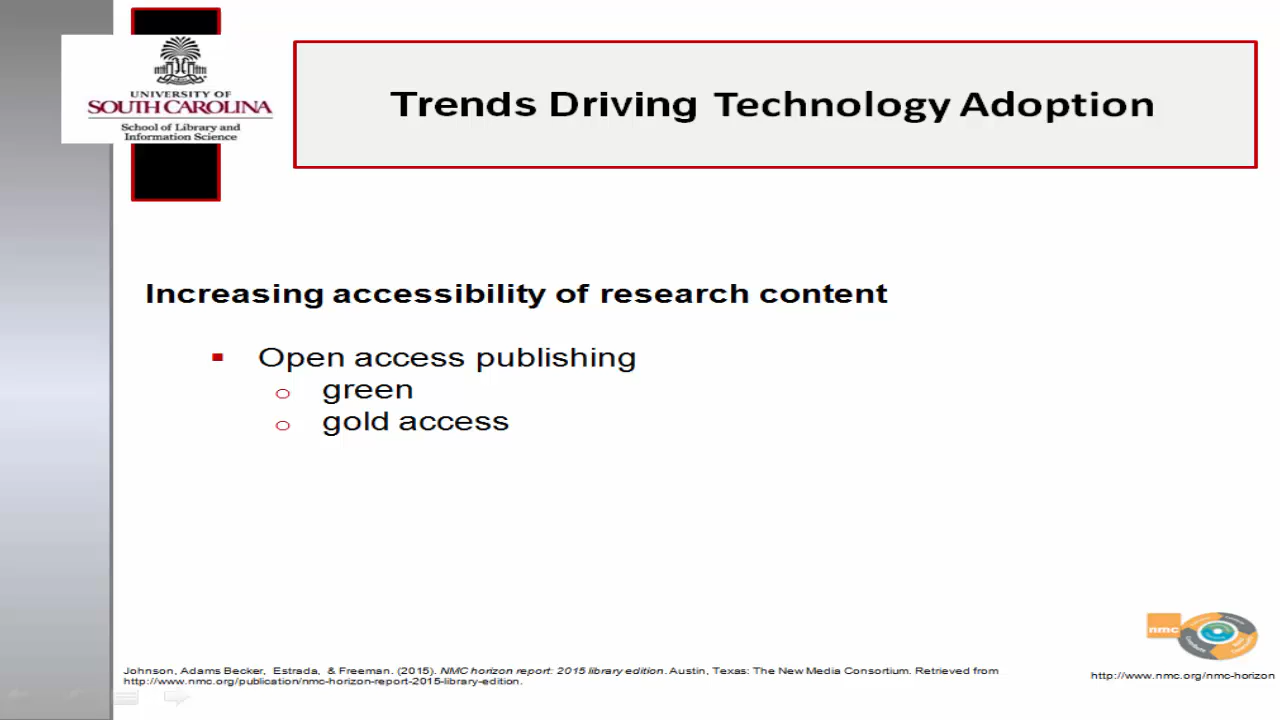 UNIVERSITY OF
SOUTH CAROLINA
School of Library and
Information Science
Trends Driving Technology Adoption
Increasing accessibility of research content
Open access publishing
green
gold access
nmc
Johnson, Adams Becker, Estrada, & Freeman. (2015). NMC horizon report: 2015 library edition. Austin, Texas: The New Media Consortium. Retrieved from
http://www.nmc.org/publication/nmc-horizon-report-2015-library-edition.
. http://www.nmc.org/nmc-horizon